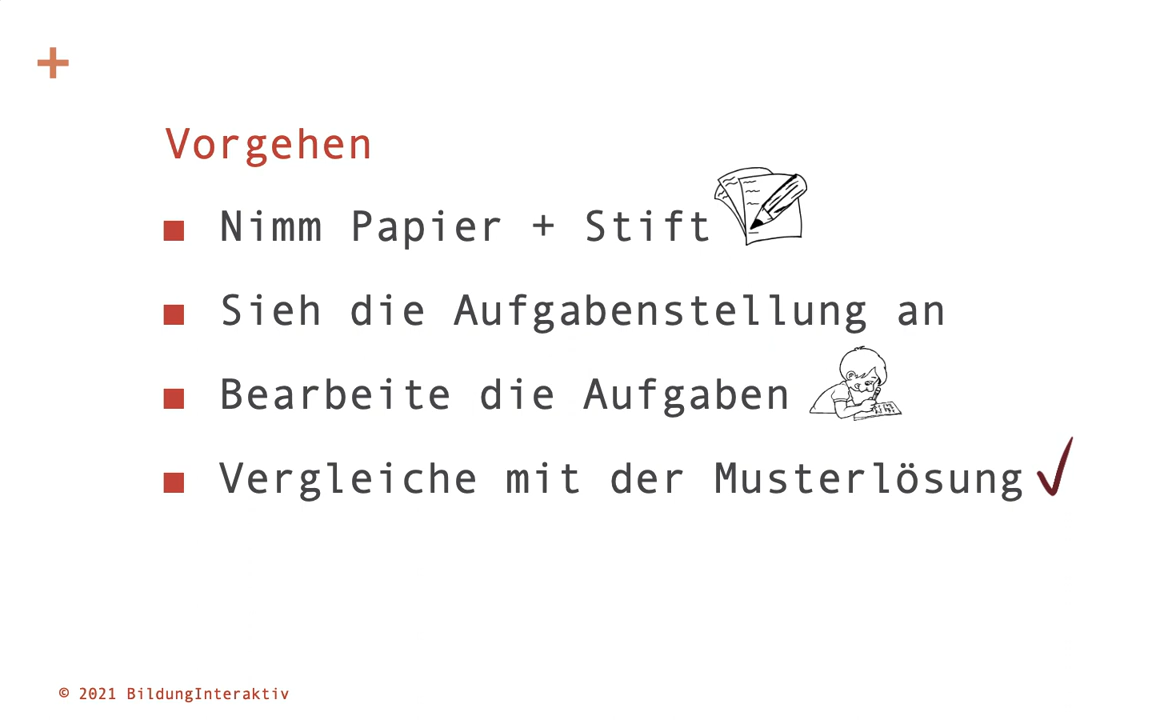 Vorgehen
Nimm Papier + Stift
Sieh die Aufgabenstellung an
Bearbeite die Aufgaben
Vergleiche mit der Musterlösung
© 2021 BildungInteraktiv